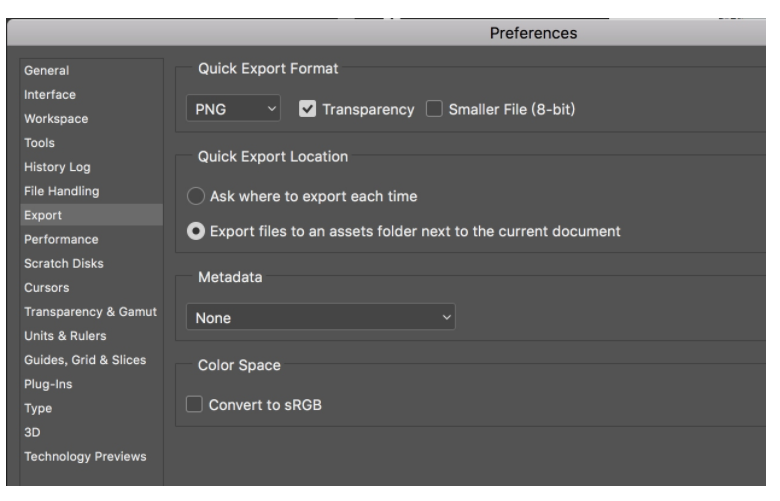 Preferences
General
Interface
Workspace
Tools
History Log
File Handling
Export
Performance
Scratch Disks
Cursors
Transparency & Gamut
Units & Rulers
Guides, Grid & Slices
Plug-Ins
Type
3D
Technology Previews
Quick Export Format
PNG Transparency Smaller File (8-bit)
Quick Export Location
Ask where to export each time
Export files to an assets folder next to the current document
Metadata
None
Color Space
Convert to sRGB